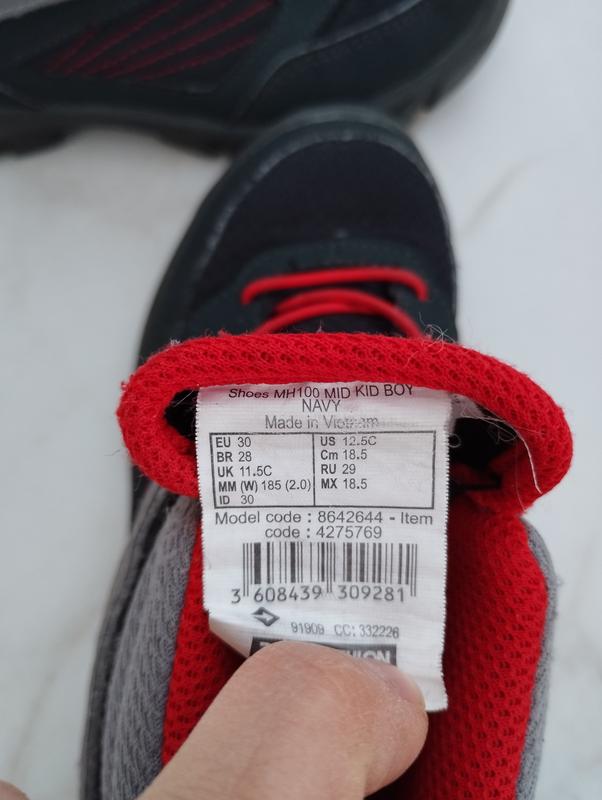 Shoes MH100 MID KID BOY
NAVY
Made in Vietnam
EU 30 US 12.5C
BR 28 Cm 18.5
UK 11.5C RU 29
MM (W) 185 (2.0) MX 18.5
ID 30
Model code : 8642644 - Item
code : 4275769
3 608439 309281
91909 CC: 332226